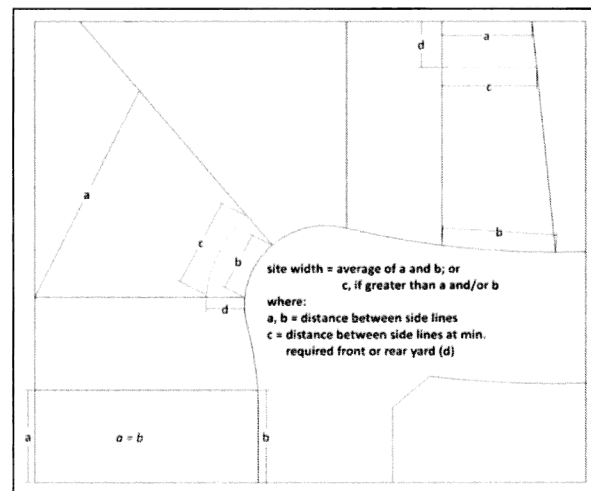 a
d
c
a
c
b
b
d
site width = average of a and b; or
c, if greater than a and/or b
where:
a, b = distance between side lines
c = distance between side lines at min.
required front or rear yard (d)
a
a = b
b